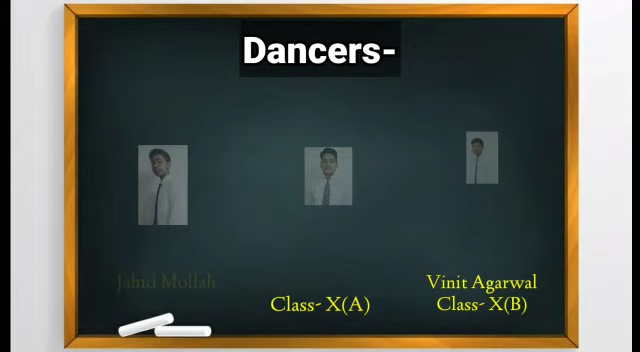 Dancers-
Jahid Mollah
Class- X(A)
Vinit Agarwal
Class- X(B)